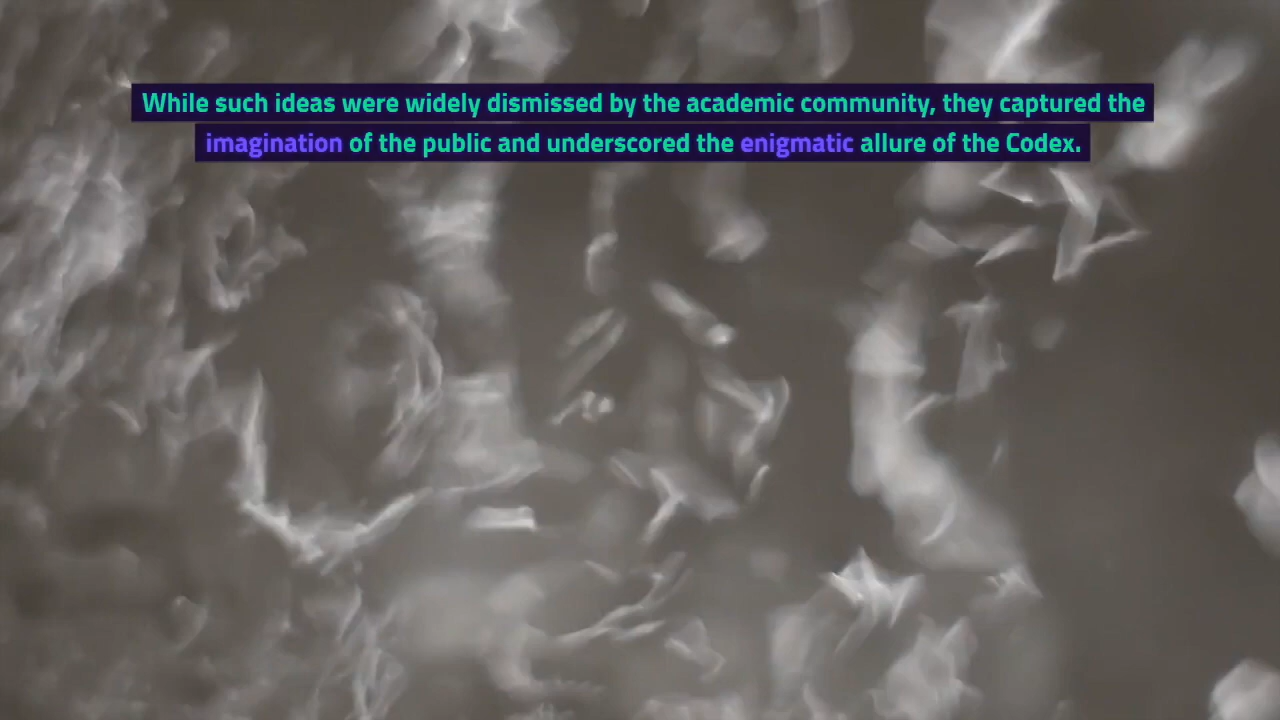 While such ideas were widely dismissed by the academic community, they captured the
imagination of the public and underscored the enigmatic allure of the Codex.